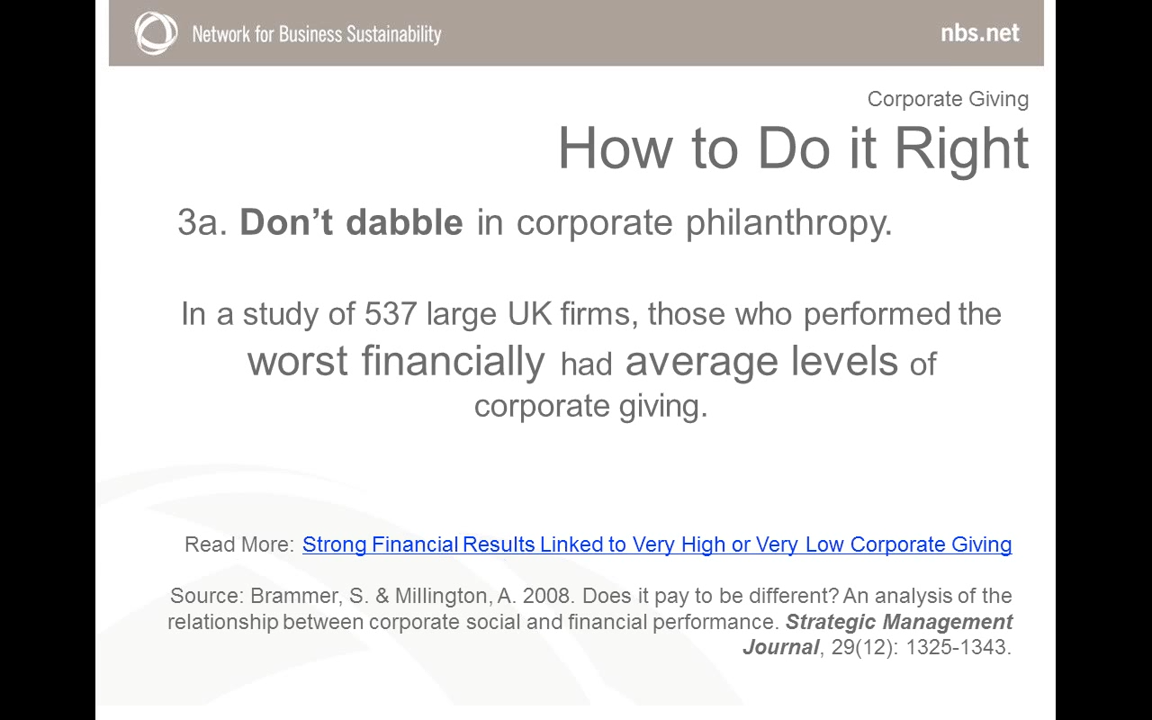 Network for Business Sustainability
nbs.net
Corporate Giving
How to Do it Right
3a. Don’t dabble in corporate philanthropy.
In a study of 537 large UK firms, those who performed the
worst financially had average levels of
corporate giving.
Read More: Strong Financial Results Linked to Very High or Very Low Corporate Giving
Source: Brammer, S. & Millington, A. 2008. Does it pay to be different? An analysis of the
relationship between corporate social and financial performance. Strategic Management
Journal, 29(12): 1325-1343.